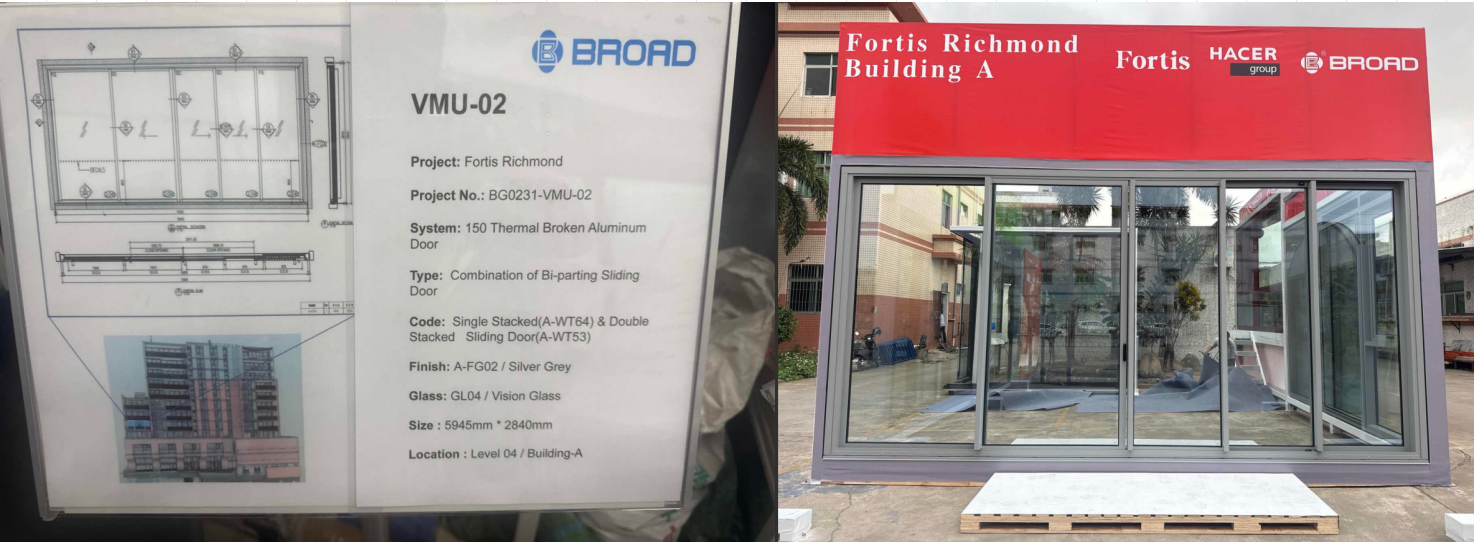 BROAD
VMU-02
Project: Fortis Richmond
Project No.: BG0231-VMU-02
System: 150 Thermal Broken Aluminum
Door
Type: Combination of Bi-parting Sliding
Door
Code: Single Stacked(A-WT64) & Double
Stacked Sliding Door(A-WT53)
Finish: A-FG02 / Silver Grey
Glass: GL04 / Vision Glass
Size : 5945mm * 2840mm
Location : Level 04 / Building-A
Fortis Richmond
Building A
Fortis
HACER
group
BROAD